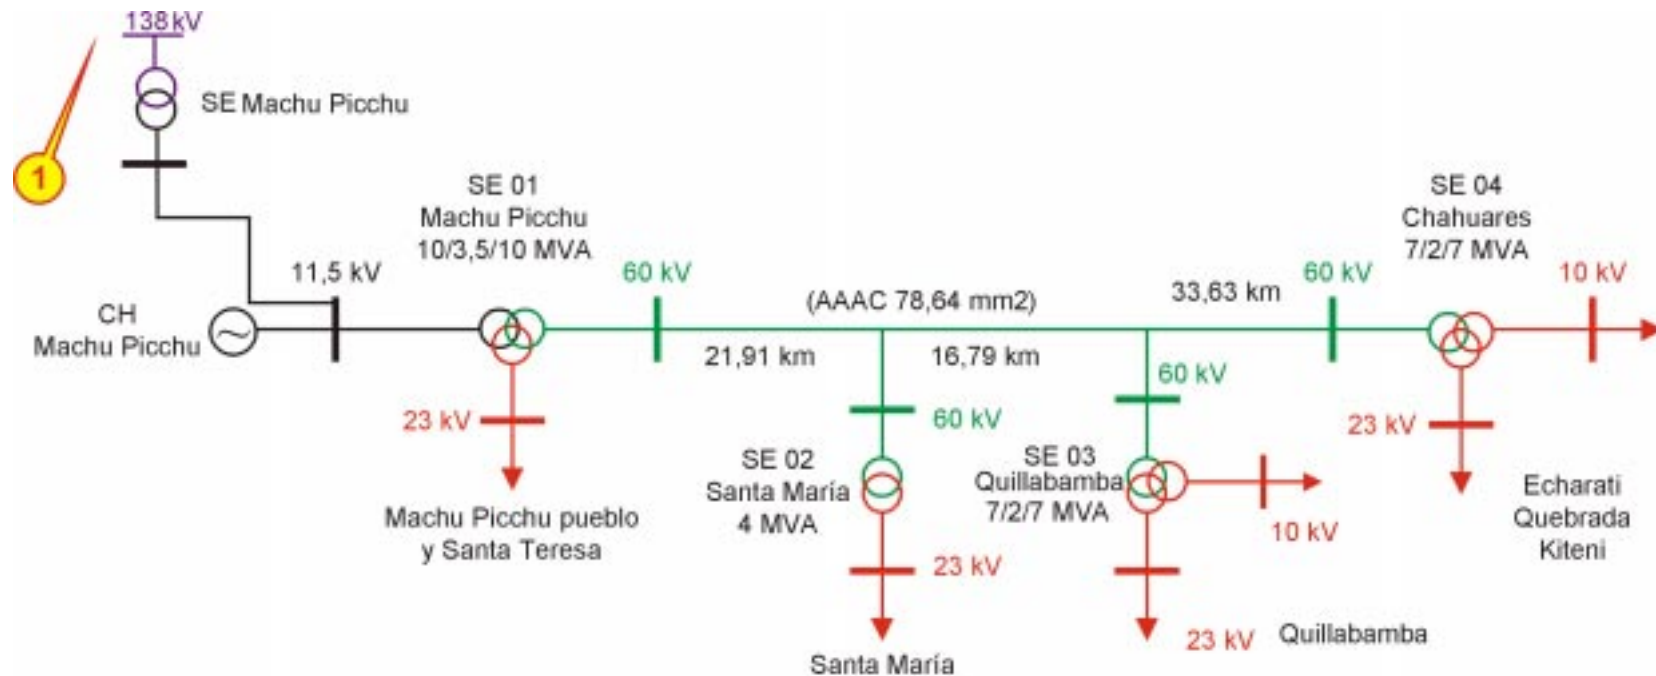 138kV
SE Machu Picchu
1
SE 01
Machu Picchu
10/3,5/10 MVA
SE 04
Chahuares
7/2/7 MVA
11,5 kV
60 kV
(AAAC 78,64 mm2)
33,63 km
60 kV
10 kV
CH
Machu Picchu
21,91 km
16,79 km
60 kV
23 kV
60 kV
23 kV
SE 02
Santa María
4 MVA
SE 03
Quillabamba
7/2/7 MVA
10 kV
Machu Picchu pueblo
y Santa Teresa
Echarati
Quebrada
Kiteni
23 kV
23 kV
Quillabamba
Santa María